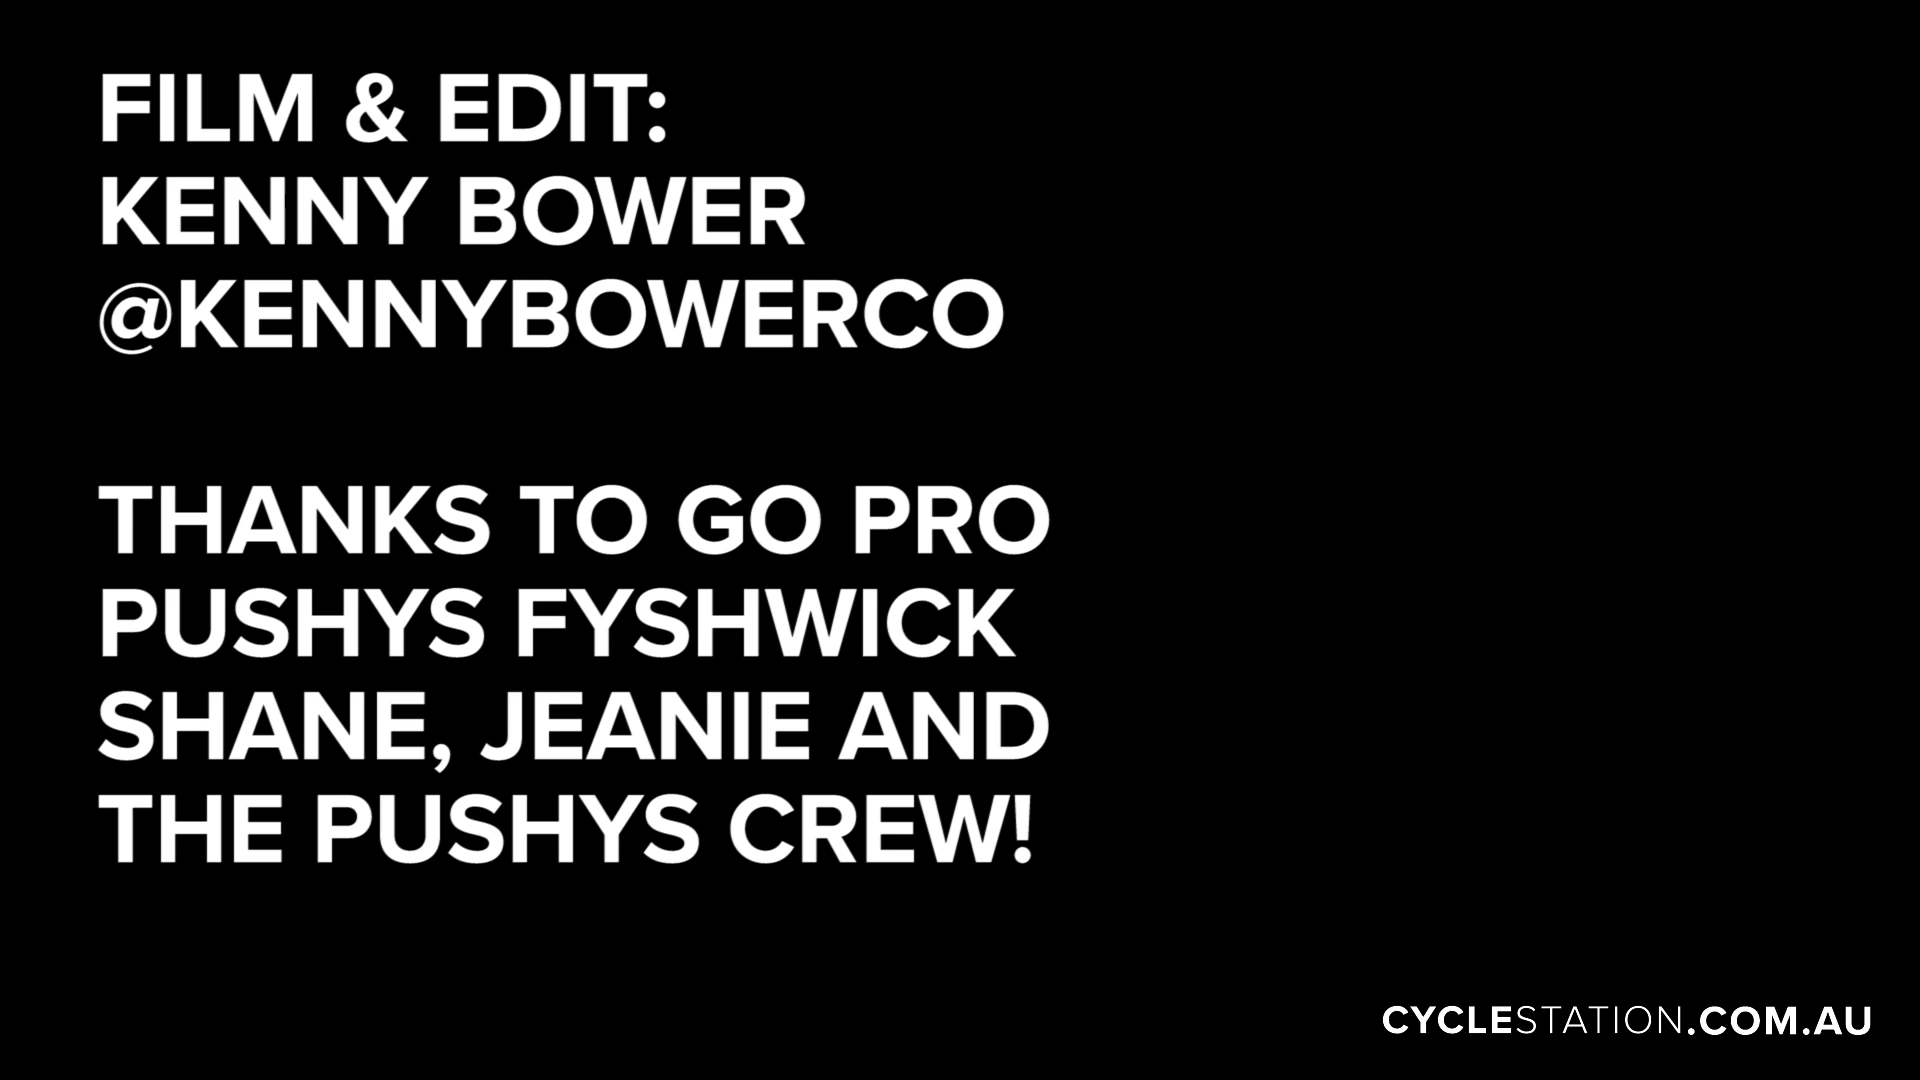 FILM & EDIT:
KENNY BOWER
@KENNYBOWERCO
THANKS TO GO PRO
PUSHYS FYSHWICK
SHANE, JEANIE AND
THE PUSHYS CREW!
CYCLESTATION.COM.AU